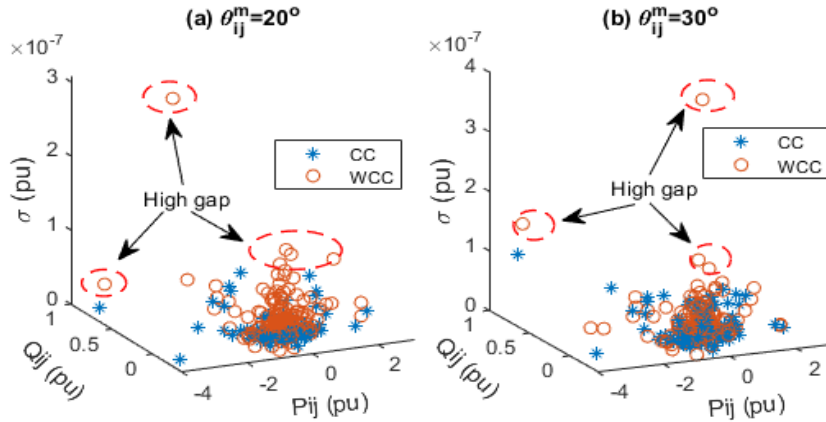 (a) θᵐᵢⱼ=20°
×10⁻⁷
3
2
1
0
σ (pu)
1
0.5
0
Qij (pu)
-4
-2
0
2
Pij (pu)
High gap
CC
WCC
(b) θᵐᵢⱼ=30°
×10⁻⁷
4
3
2
1
0
σ (pu)
1
0.5
0
Qij (pu)
-4
-2
0
2
Pij (pu)
High gap
CC
WCC